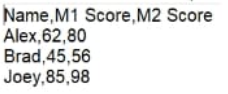 Name,M1 Score,M2 Score
Alex,62,80
Brad,45,56
Joey,85,98